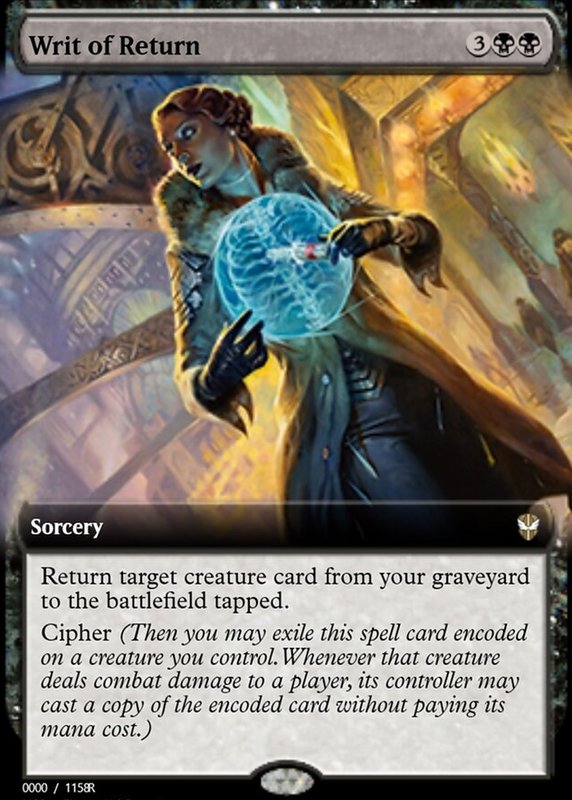 Writ of Return
3
Sorcery
Return target creature card from your graveyard
to the battlefield tapped.
Cipher (Then you may exile this spell card encoded
on a creature you control. Whenever that creature
deals combat damage to a player, its controller may
cast a copy of the encoded card without paying its
mana cost.)
0000 / 1158R